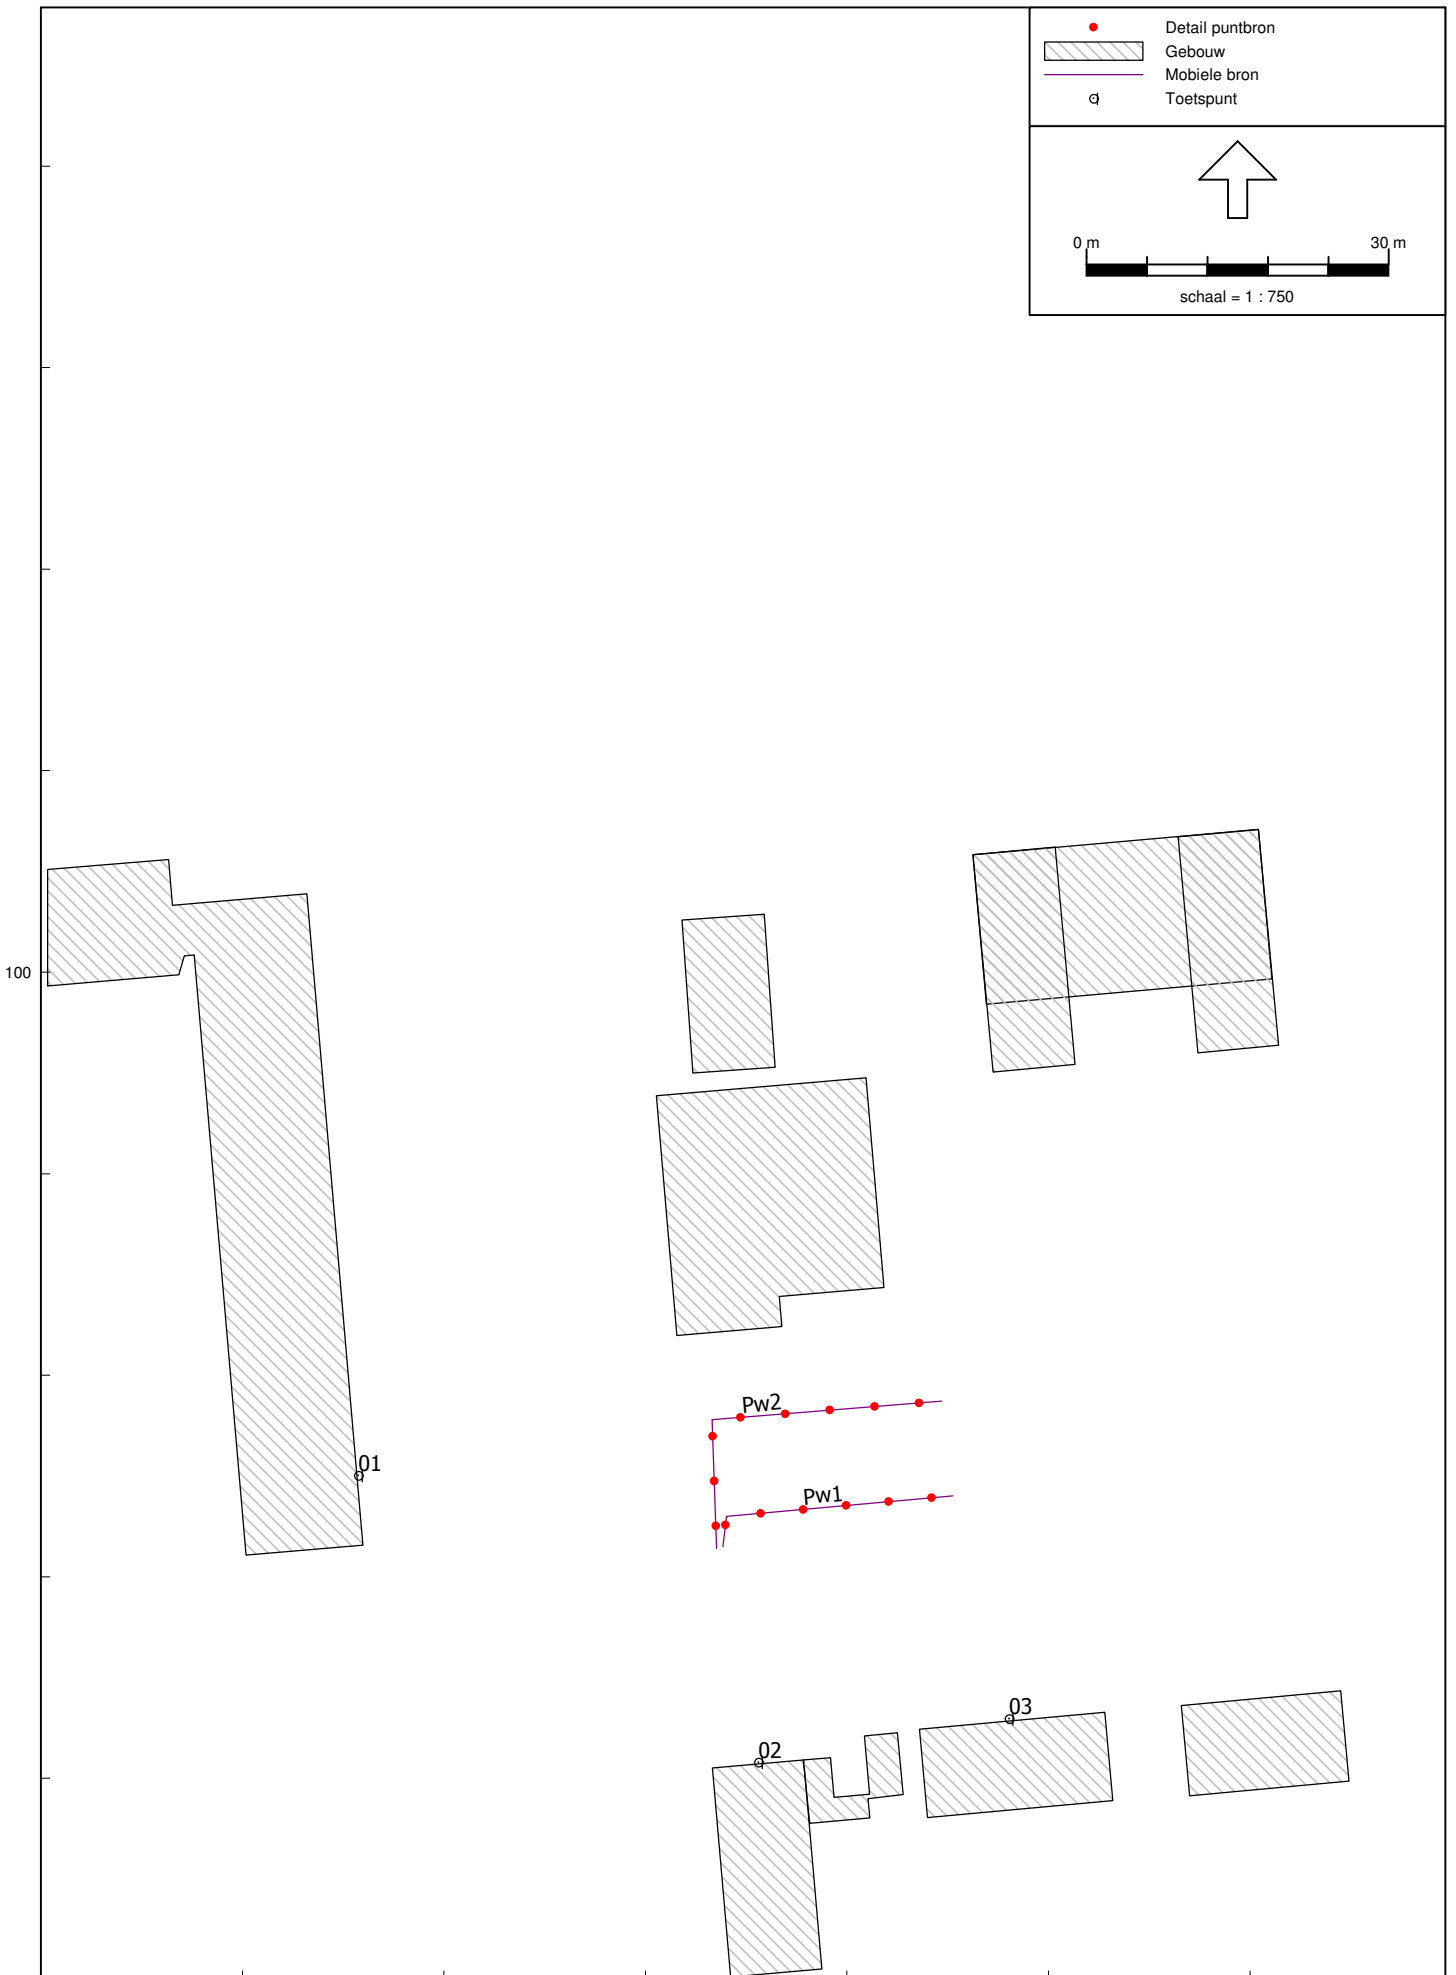 Detail puntbron
Gebouw
Mobiele bron
Toetspunt
0 m 30 m
schaal = 1 : 750
100
Pw2
01
Pw1
03
02